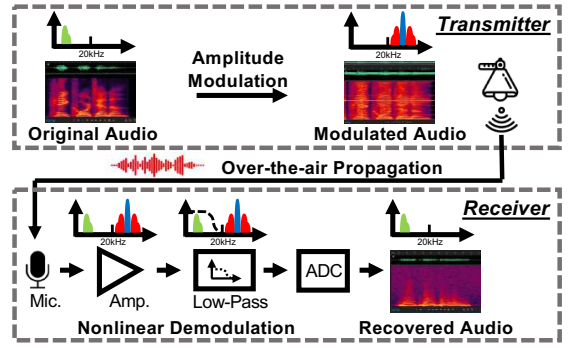 Transmitter
20kHz
20kHz
Amplitude
Modulation
Original Audio
Modulated Audio
Over-the-air Propagation
Receiver
20kHz
20kHz
20kHz
ADC
Mic.
Amp.
Low-Pass
Nonlinear Demodulation
Recovered Audio